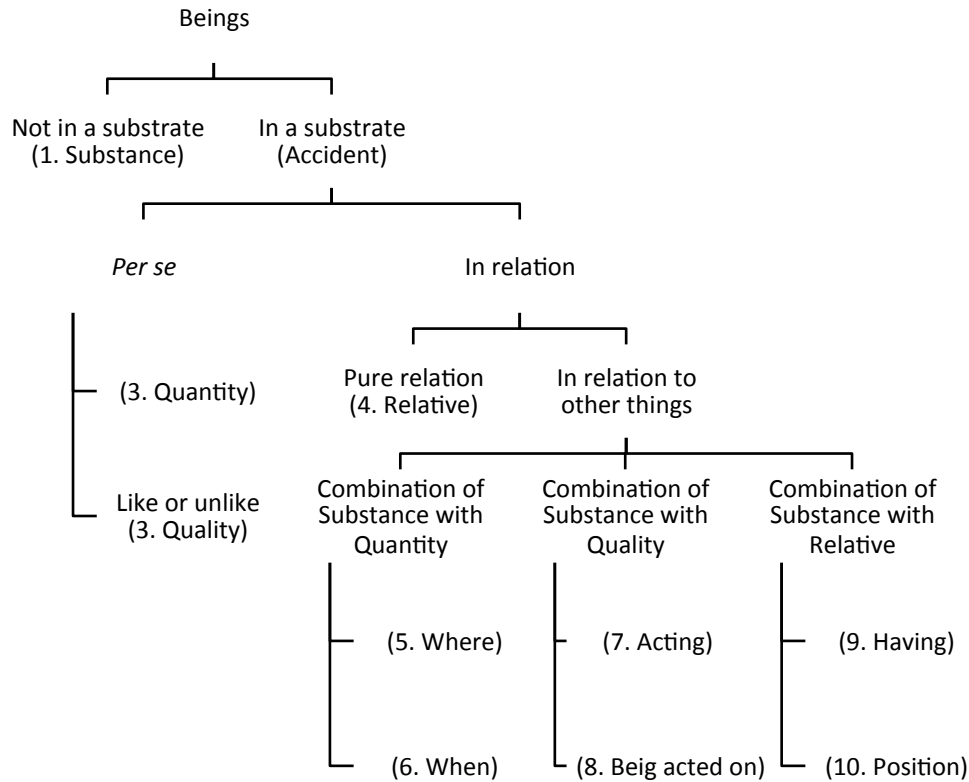 Beings
Not in a substrate
(1. Substance)
In a substrate
(Accident)
Per se
In relation
Pure relation
(4. Relative)
In relation to
other things
(3. Quantity)
Like or unlike
(3. Quality)
Combination of
Substance with
Quantity
Combination of
Substance with
Quality
Combination of
Substance with
Relative
(5. Where)
(7. Acting)
(9. Having)
(6. When)
(8. Beig acted on)
(10. Position)